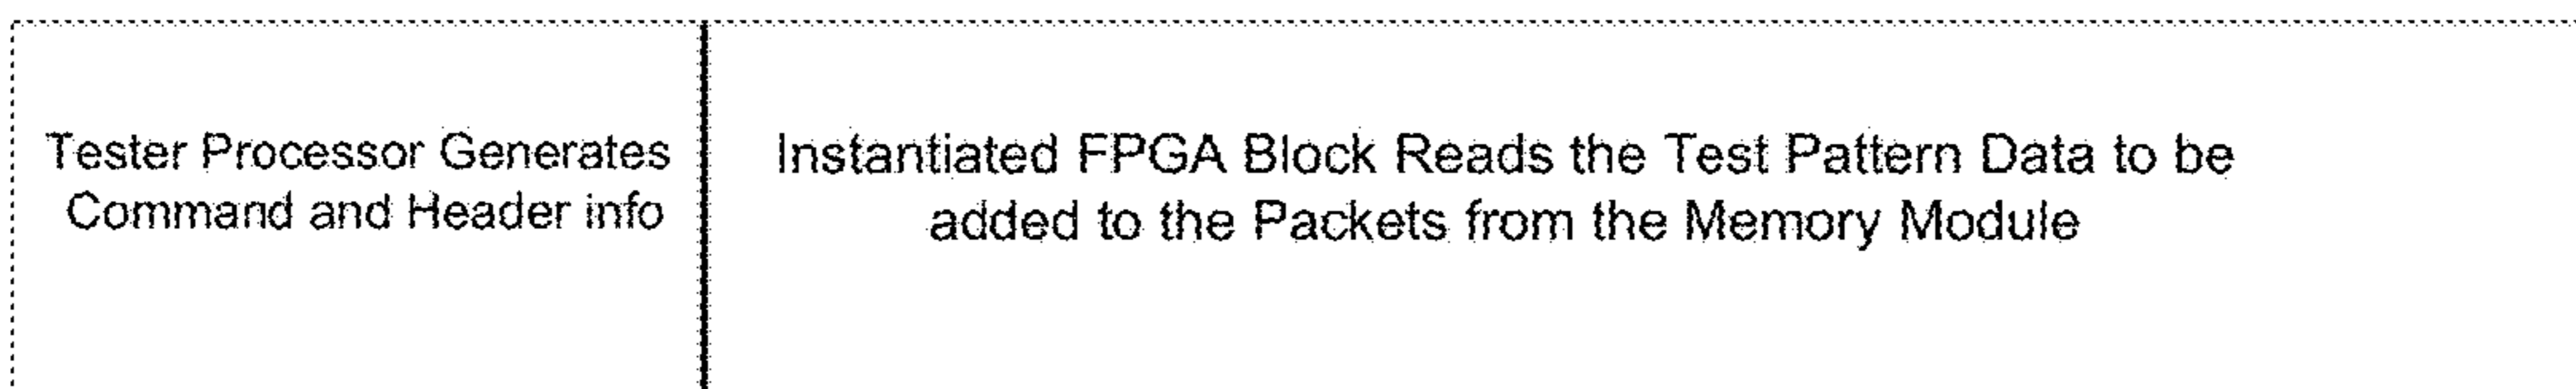 Tester Processor Generates
Command and Header info
Instantiated FPGA Block Reads the Test Pattern Data to be
added to the Packets from the Memory Module